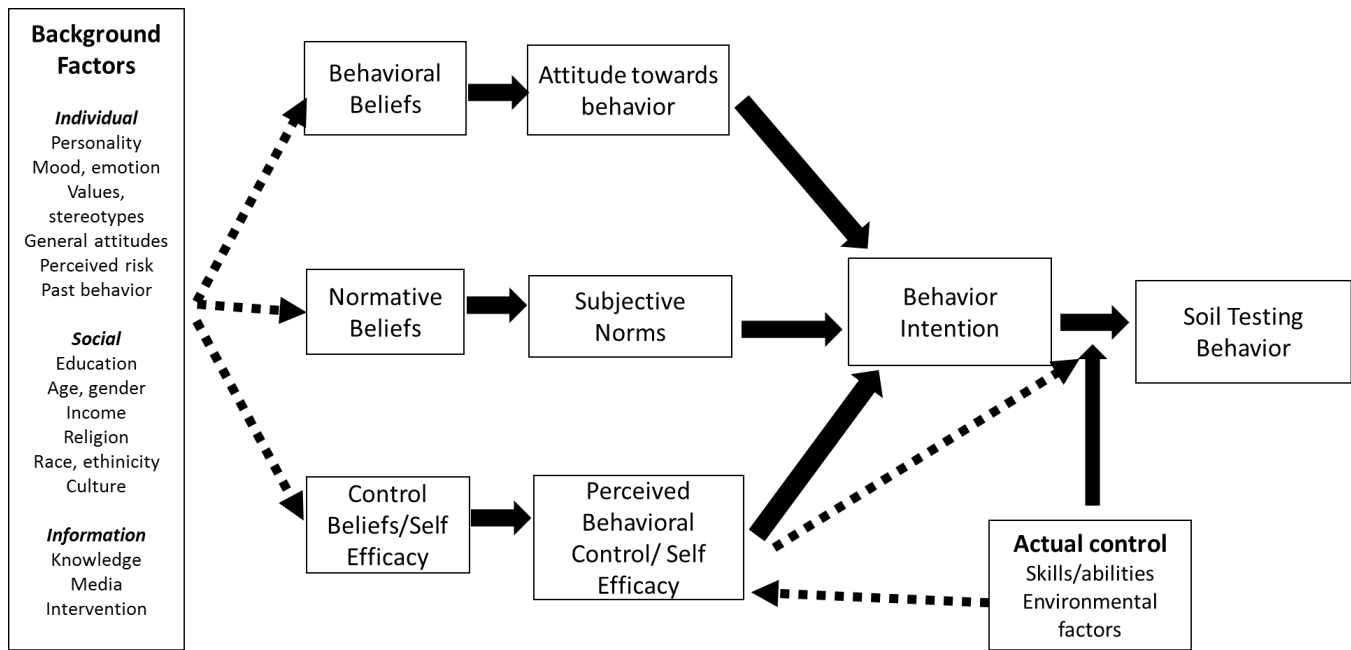 Background
Factors
Individual
Personality
Mood, emotion
Values,
stereotypes
General attitudes
Perceived risk
Past behavior
Social
Education
Age, gender
Income
Religion
Race, ethinicity
Culture
Information
Knowledge
Media
Intervention
Behavioral
Beliefs
Attitude towards
behavior
Normative
Beliefs
Subjective
Norms
Control
Beliefs/Self
Efficacy
Perceived
Behavioral
Control/ Self
Efficacy
Behavior
Intention
Soil Testing
Behavior
Actual control
Skills/abilities
Environmental
factors